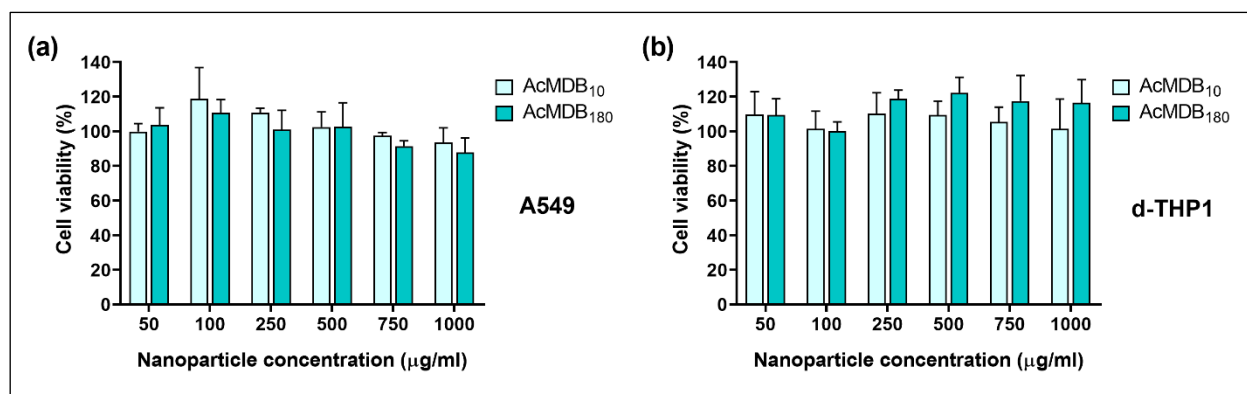 (a)
Cell viability (%)
140
120
100
80
60
40
20
0
50 100 250 500 750 1000
Nanoparticle concentration (μg/ml)
AcMDB10
AcMDB180
A549
(b)
Cell viability (%)
140
120
100
80
60
40
20
0
50 100 250 500 750 1000
Nanoparticle concentration (μg/ml)
AcMDB10
AcMDB180
d-THP1